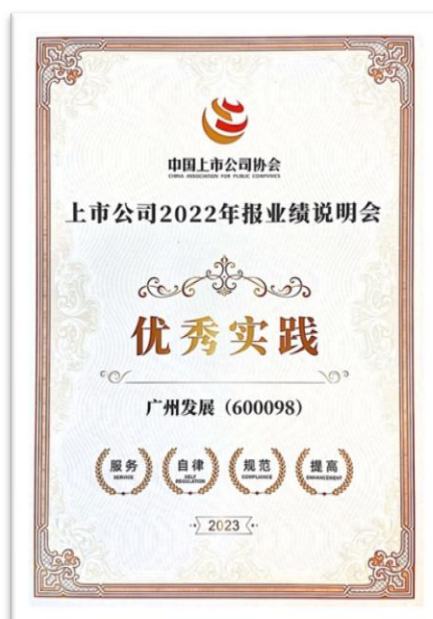 中国上市公司协会
CHINA ASSOCIATION FOR PUBLIC COMPANIES
上市公司2022年报业绩说明会
优秀实践
广州发展（600098）
服务 自律 规范 提高
SERVICE SELF REGULATION COMPLIANCE ENHANCEMENT
2023